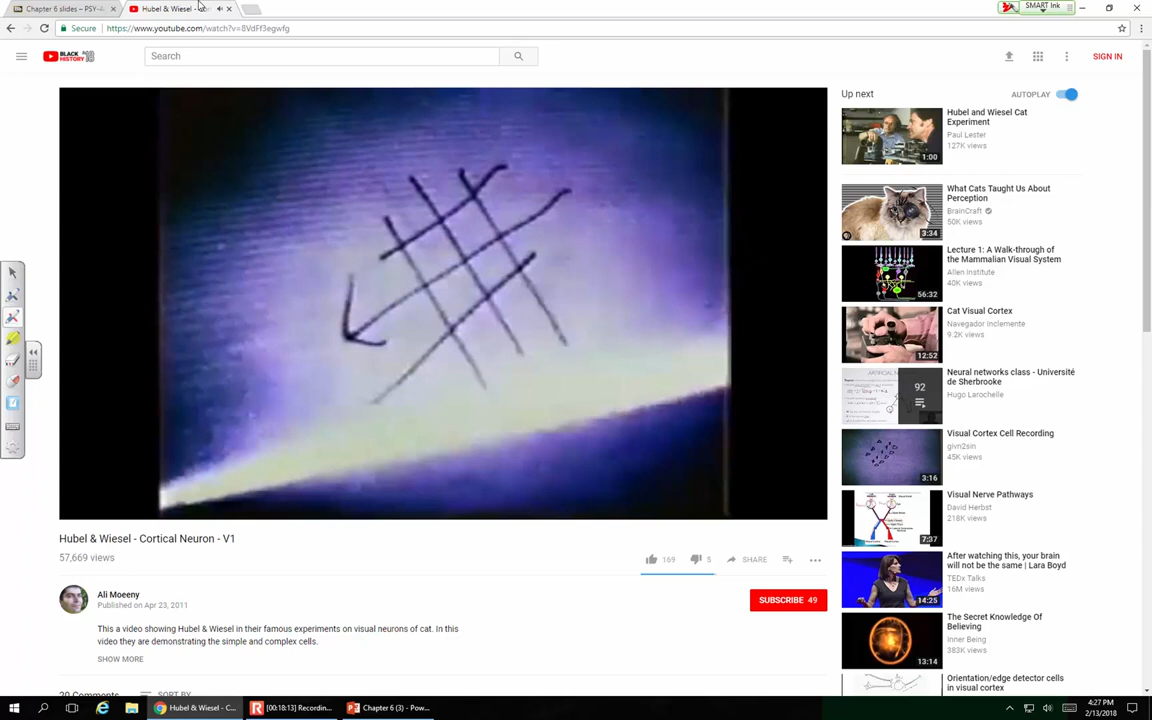 Chapter 6 slides – PSY-4
Hubel & Wiesel -
SMART Ink
Secure
https://www.youtube.com/watch?v=8VdFf3egwfg
BLACK HISTORY
Search
SIGN IN
Up next
AUTOPLAY
Hubel and Wiesel Cat Experiment
Paul Lester
127K views
1:00
What Cats Taught Us About Perception
BrainCraft
50K views
3:34
Lecture 1: A Walk-through of the Mammalian Visual System
Allen Institute
40K views
56:32
Cat Visual Cortex
Navegador Inclemente
9.2K views
12:52
Neural networks class - Université de Sherbrooke
Hugo Larochelle
92
Visual Cortex Cell Recording
givn2sin
45K views
3:16
Visual Nerve Pathways
David Herbst
218K views
7:37
After watching this, your brain will not be the same | Lara Boyd
TEDx Talks
16M views
14:25
The Secret Knowledge Of Believing
Inner Being
383K views
13:14
Orientation/edge detector cells in visual cortex
Hubel & Wiesel - Cortical Neuron - V1
57,669 views
169
5
SHARE
Ali Moeeny
Published on Apr 23, 2011
SUBSCRIBE 49
This a video showing Hubel & Wiesel in their famous experiments on visual neurons of cat. In this
video they are demonstrating the simple and complex cells.
SHOW MORE
20 Comments
SORT BY
Hubel & Wiesel - C...
[00:18:13] Recordin...
Chapter 6 (3) - Pow...
4:27 PM
2/13/2018